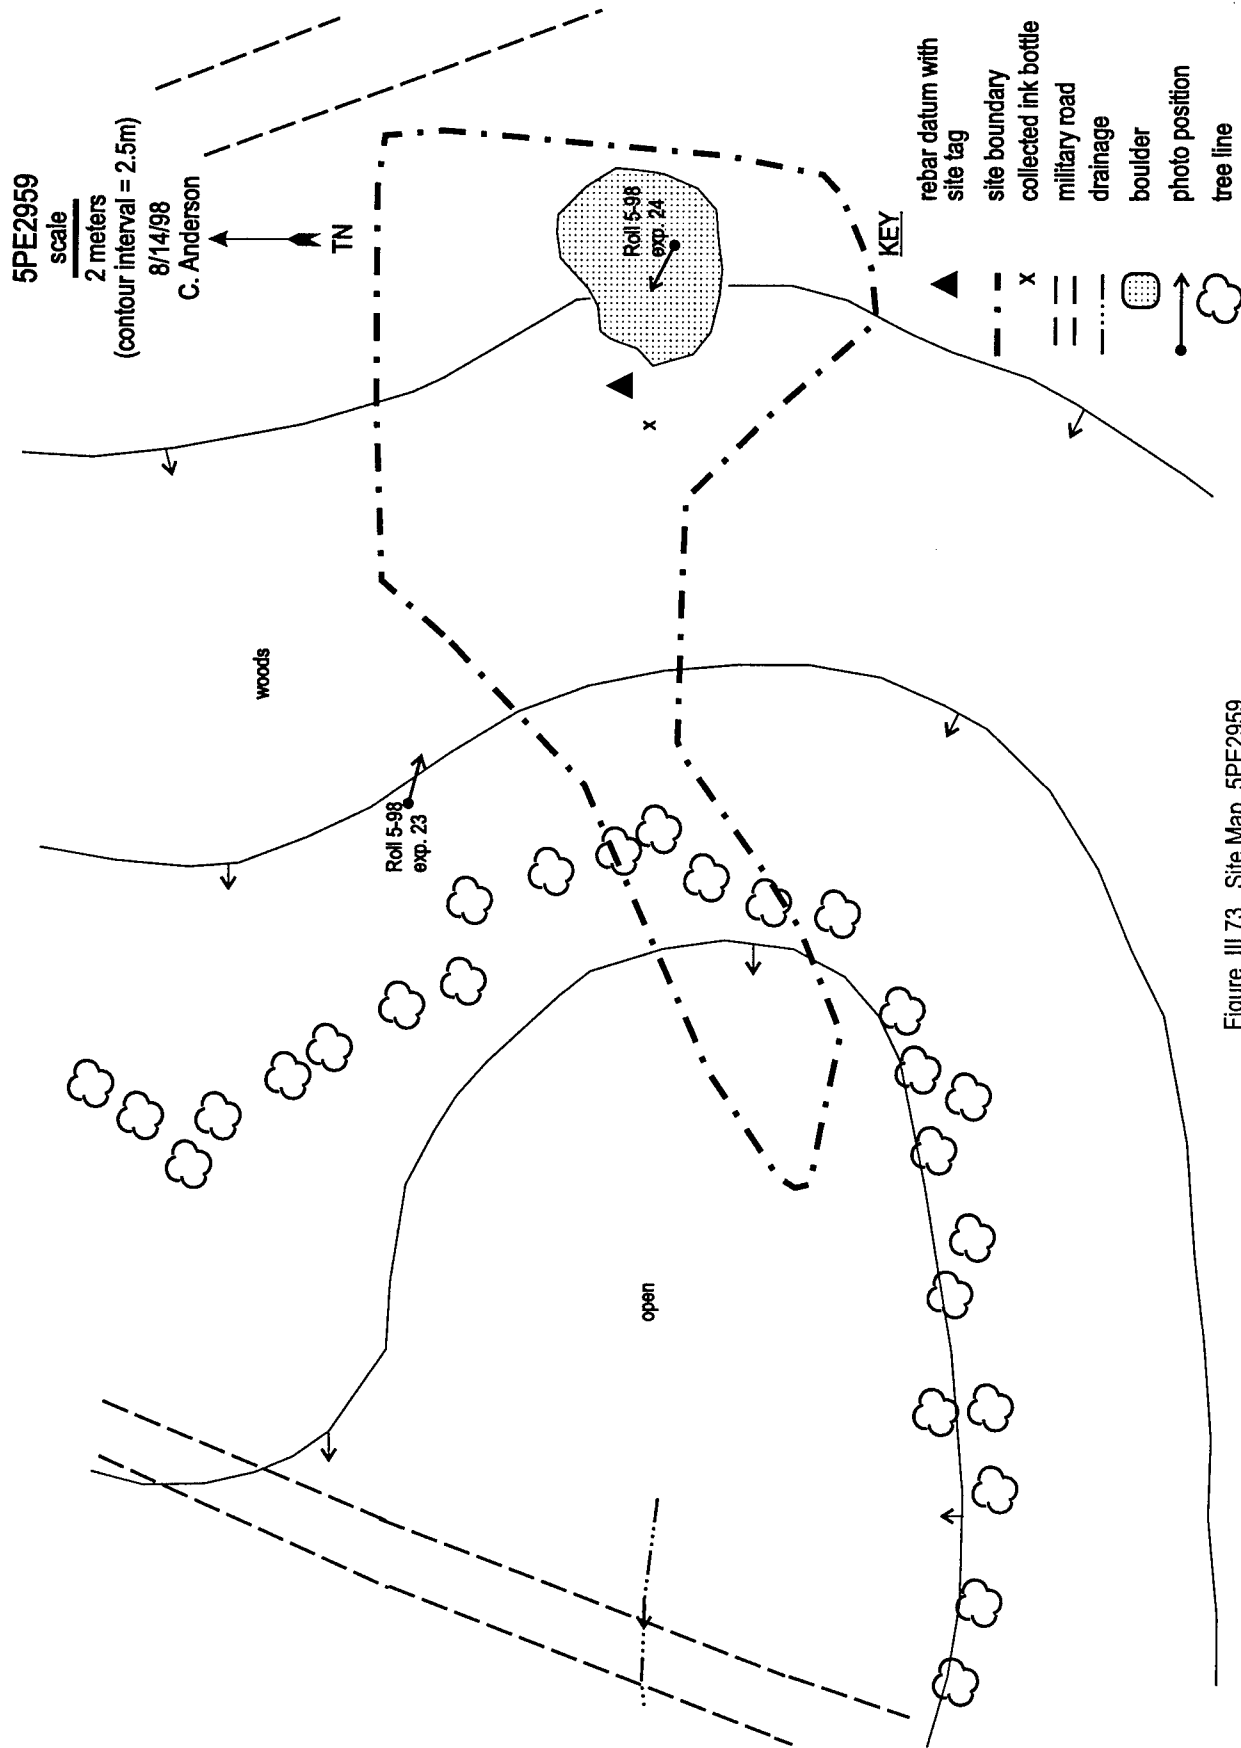 5PE2959
scale
2 meters
(contour interval = 2.5m)
8/14/98
C. Anderson
TN
woods
Roll 5-98
exp. 23
Roll 5-98
exp. 24
x
open
KEY
rebar datum with
site tag
site boundary
x collected ink bottle
military road
drainage
boulder
photo position
tree line
Figure III.73. Site Map, 5PE2959